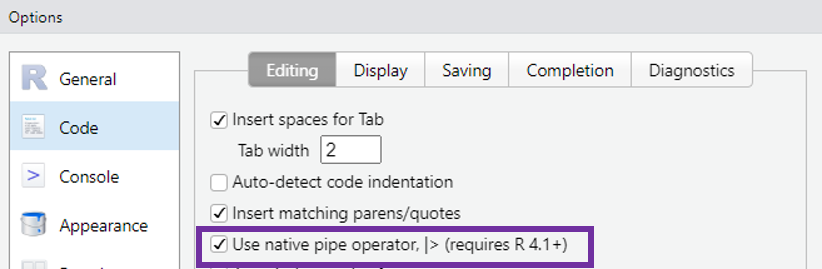 Options
R General
Code
> Console
Appearance
Editing Display Saving Completion Diagnostics
Insert spaces for Tab
Tab width 2
Auto-detect code indentation
Insert matching parens/quotes
Use native pipe operator, |> (requires R 4.1+)